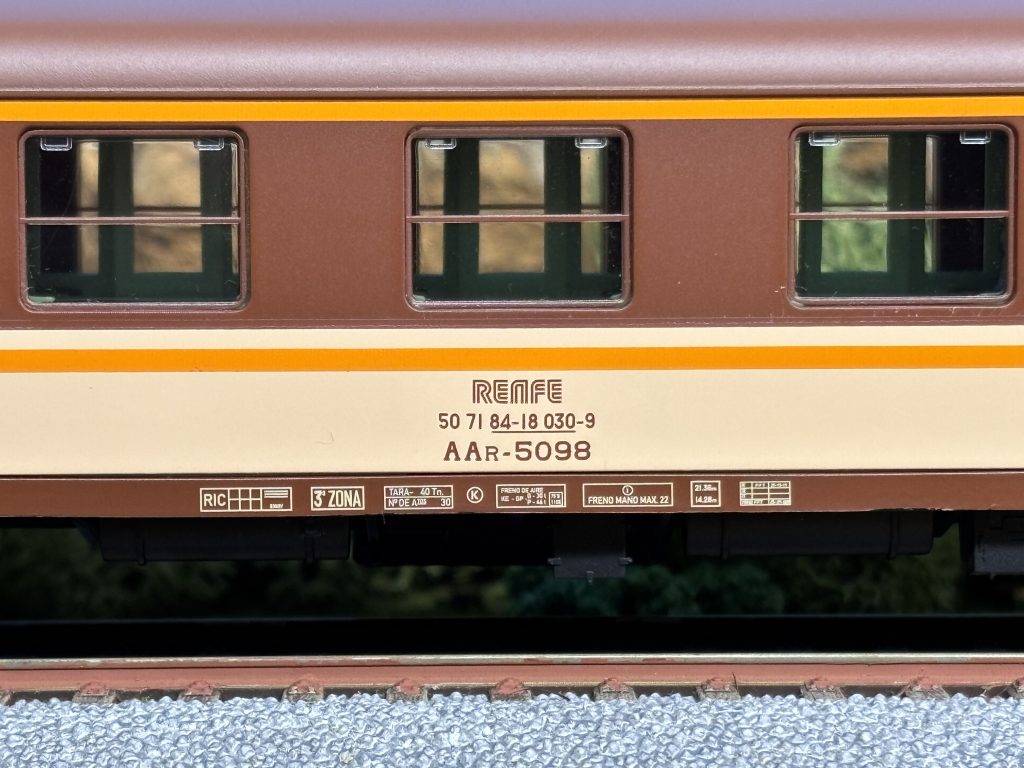 RENFE
50 71 84-18 030-9
AAR-5098
RIC
3ª ZONA
TARA- 40 Tn.
Nº DE ATOS 30
K
FRENO DE AIRE
FRENO MANO MAX. 22
21.36m
14.28m